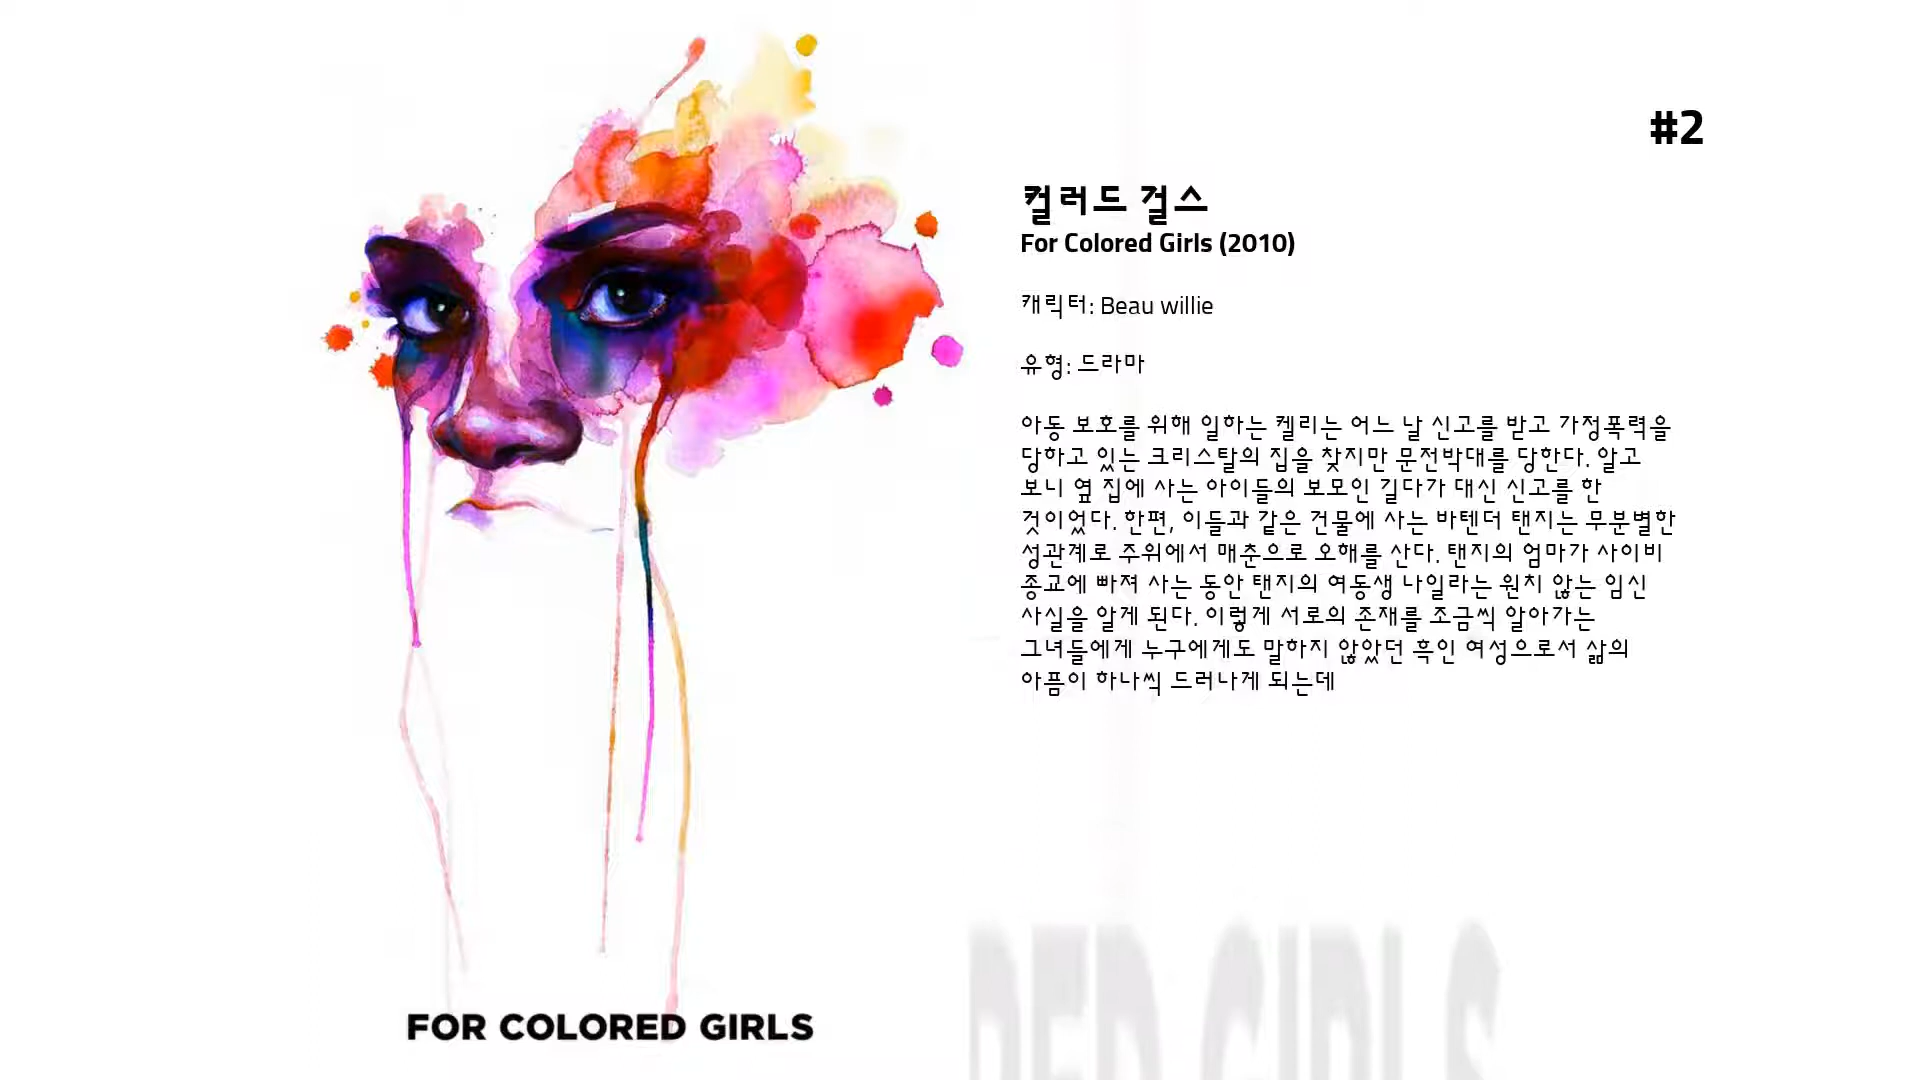 #2
컬러드 걸스
For Colored Girls (2010)
캐릭터: Beau willie
유형: 드라마
아동 보호를 위해 일하는 켈리는 어느 날 신고를 받고 가정폭력을
당하고 있는 크리스탈의 집을 찾지만 문전박대를 당한다. 알고
보니 옆 집에 사는 아이들의 보모인 길다가 대신 신고를 한
것이었다. 한편, 이들과 같은 건물에 사는 바텐더 탠지는 무분별한
성관계로 주위에서 매춘으로 오해를 산다. 탠지의 엄마가 사이비
종교에 빠져 사는 동안 탠지의 여동생 나일라는 원치 않는 임신
사실을 알게 된다. 이렇게 서로의 존재를 조금씩 알아가는
그녀들에게 누구에게도 말하지 않았던 흑인 여성으로서 삶의
아픔이 하나씩 드러나게 되는데
FOR COLORED GIRLS
RED GIRLS